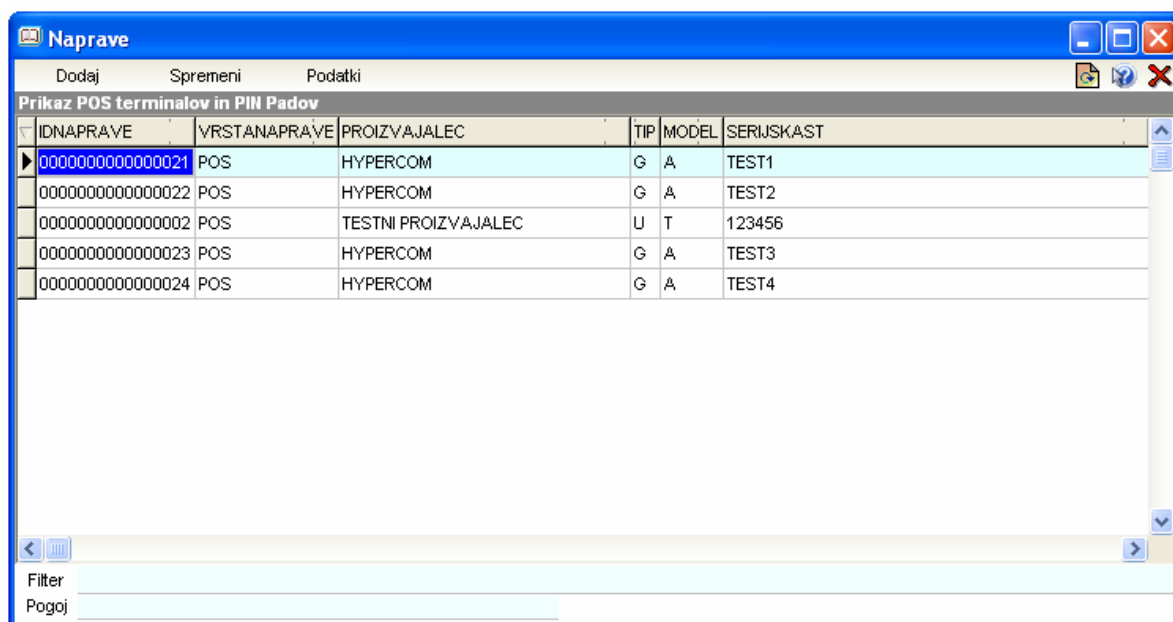 Naprave
Dodaj Spremeni Podatki
Prikaz POS terminalov in PIN Padov
IDNAPRAVE VRSTANAPRAVE PROIZVAJALEC TIP MODEL SERIJSKAST
0000000000000021 POS HYPERCOM G A TEST1
0000000000000022 POS HYPERCOM G A TEST2
0000000000000002 POS TESTNI PROIZVAJALEC U T 123456
0000000000000023 POS HYPERCOM G A TEST3
0000000000000024 POS HYPERCOM G A TEST4
Filter
Pogoj